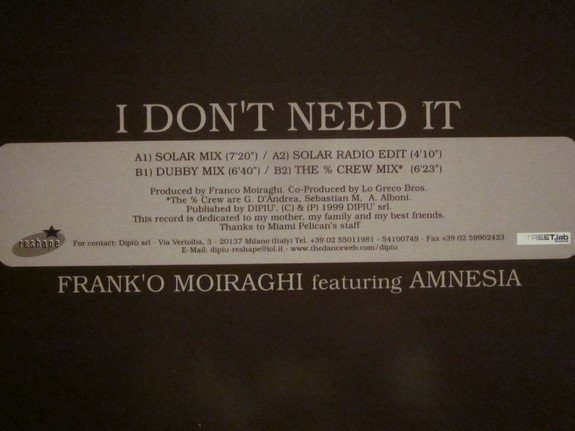 I DON'T NEED IT
A1) SOLAR MIX (7'20") / A2) SOLAR RADIO EDIT (4'10")
B1) DUBBY MIX (6'40") / B2) THE % CREW MIX* (6'23")
Produced by Franco Moiraghi. Co-Produced by Lo Greco Bros.
*The % Crew are G. D'Andrea, Sebastian M, A. Alboni.
Published by DIPIU'. (C) & (P) 1999 DIPIU' srl.
This record is dedicated to my mother, my family and my best friends.
Thanks to Miami Pelican's staff
reshape
For contact: Dipiù srl - Via Vertoiba, 3 - 20137 Milano (Italy) Tel. +39 02 55011981 - 54100749 - Fax +39 02 59902423
STREETlab
E-Mail: dipiu-reshape@iol.it - www.thedanceweb.com/dipiu
FRANK'O MOIRAGHI featuring AMNESIA